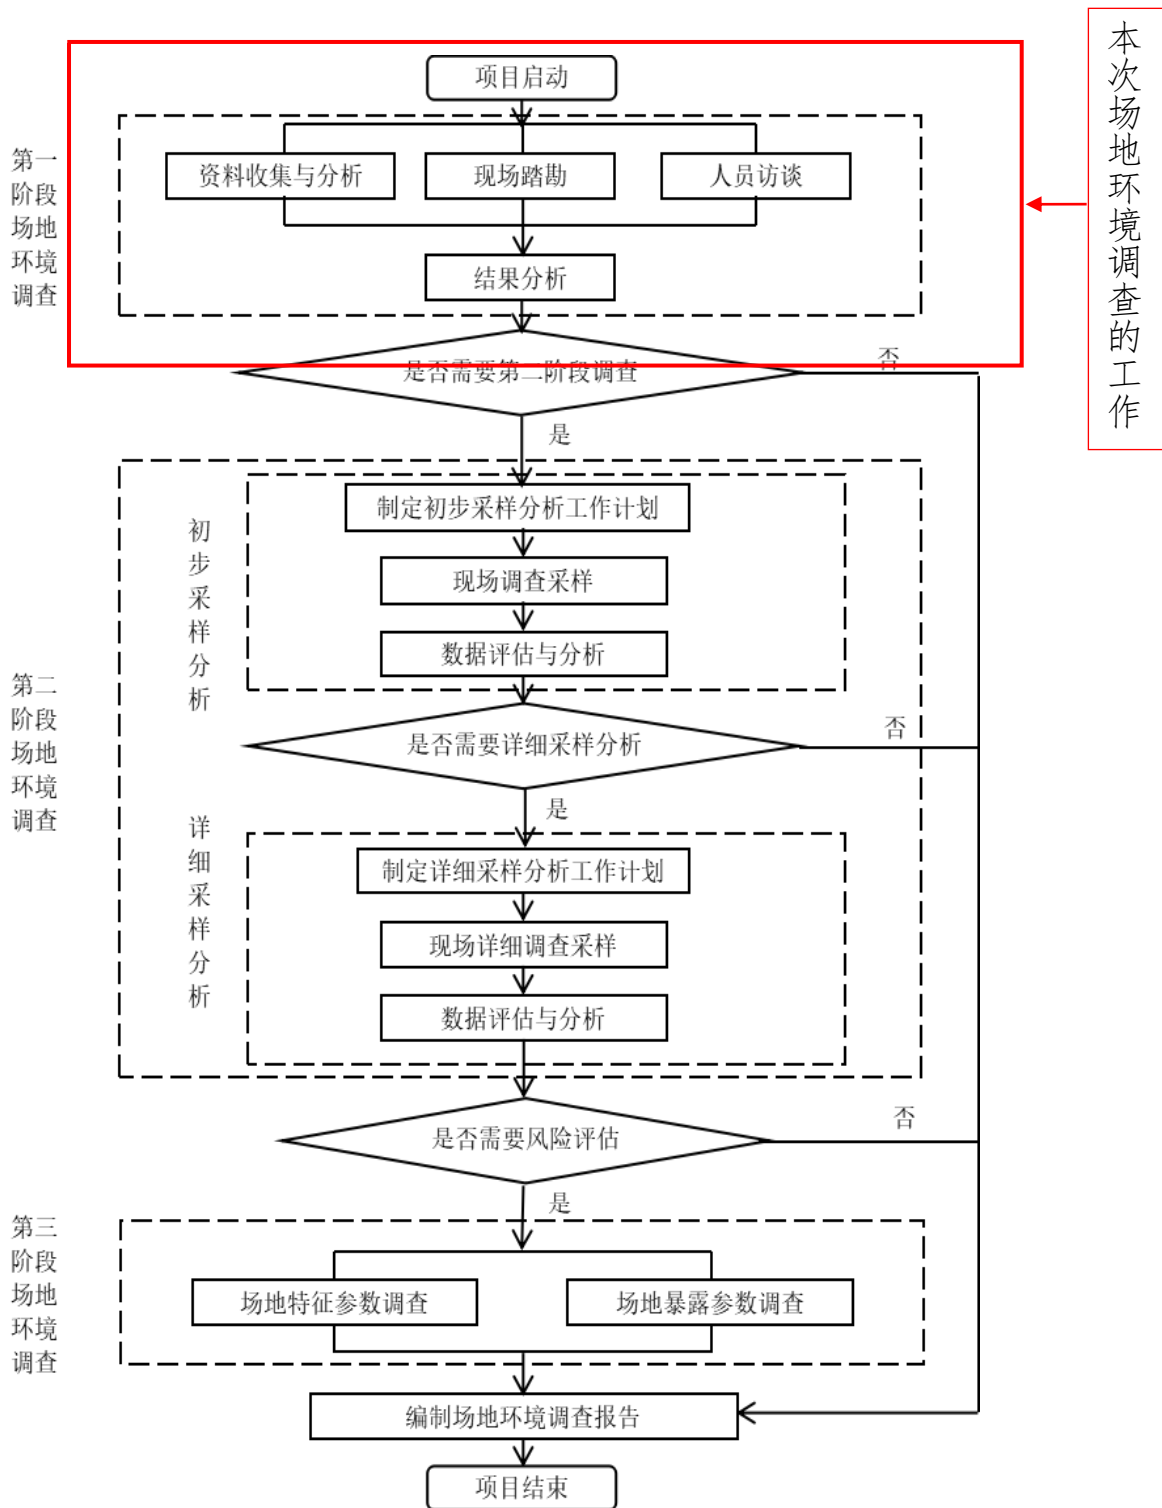 项目启动
本次场地环境调查的工作
第一
阶段
场地
环境
调查
资料收集与分析
现场踏勘
人员访谈
结果分析
是否需要第二阶段调查
否
是
初步采样分析
制定初步采样分析工作计划
现场调查采样
数据评估与分析
第二
阶段
场地
环境
调查
是否需要详细采样分析
否
是
详细采样分析
制定详细采样分析工作计划
现场详细调查采样
数据评估与分析
是否需要风险评估
否
是
第三
阶段
场地
环境
调查
场地特征参数调查
场地暴露参数调查
编制场地环境调查报告
项目结束